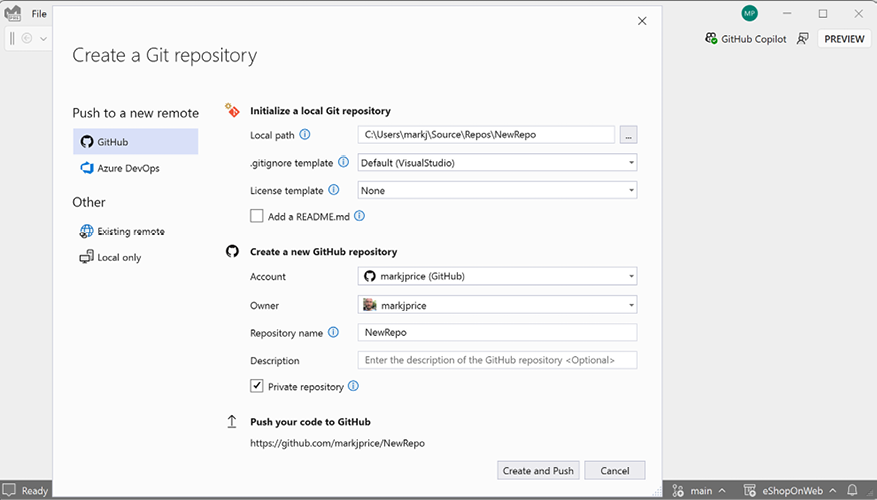 File
MP
GitHub Copilot
PREVIEW
Create a Git repository
Push to a new remote
GitHub
Azure DevOps
Other
Existing remote
Local only
Initialize a local Git repository
Local path C:\Users\markj\Source\Repos\NewRepo ...
.gitignore template Default (VisualStudio)
License template None
Add a README.md
Create a new GitHub repository
Account markjprice (GitHub)
Owner markjprice
Repository name NewRepo
Description Enter the description of the GitHub repository <Optional>
Private repository
Push your code to GitHub
https://github.com/markjprice/NewRepo
Create and Push Cancel
Ready main eShopOnWeb